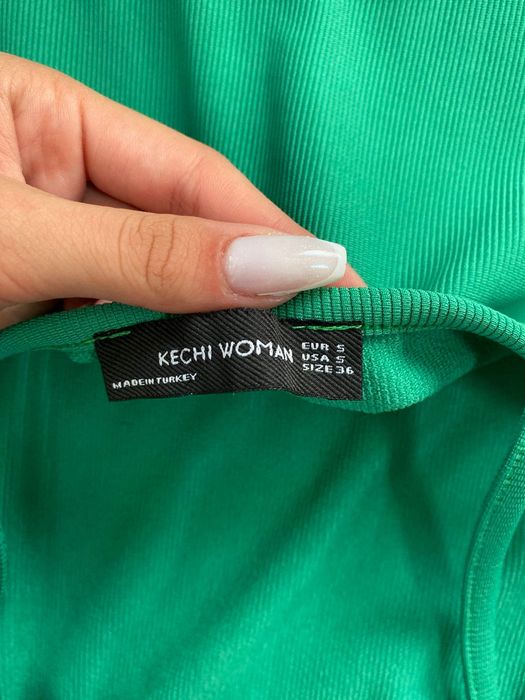 KECHI WOMAN
EUR S
USA S
SIZE 36
MADE IN TURKEY